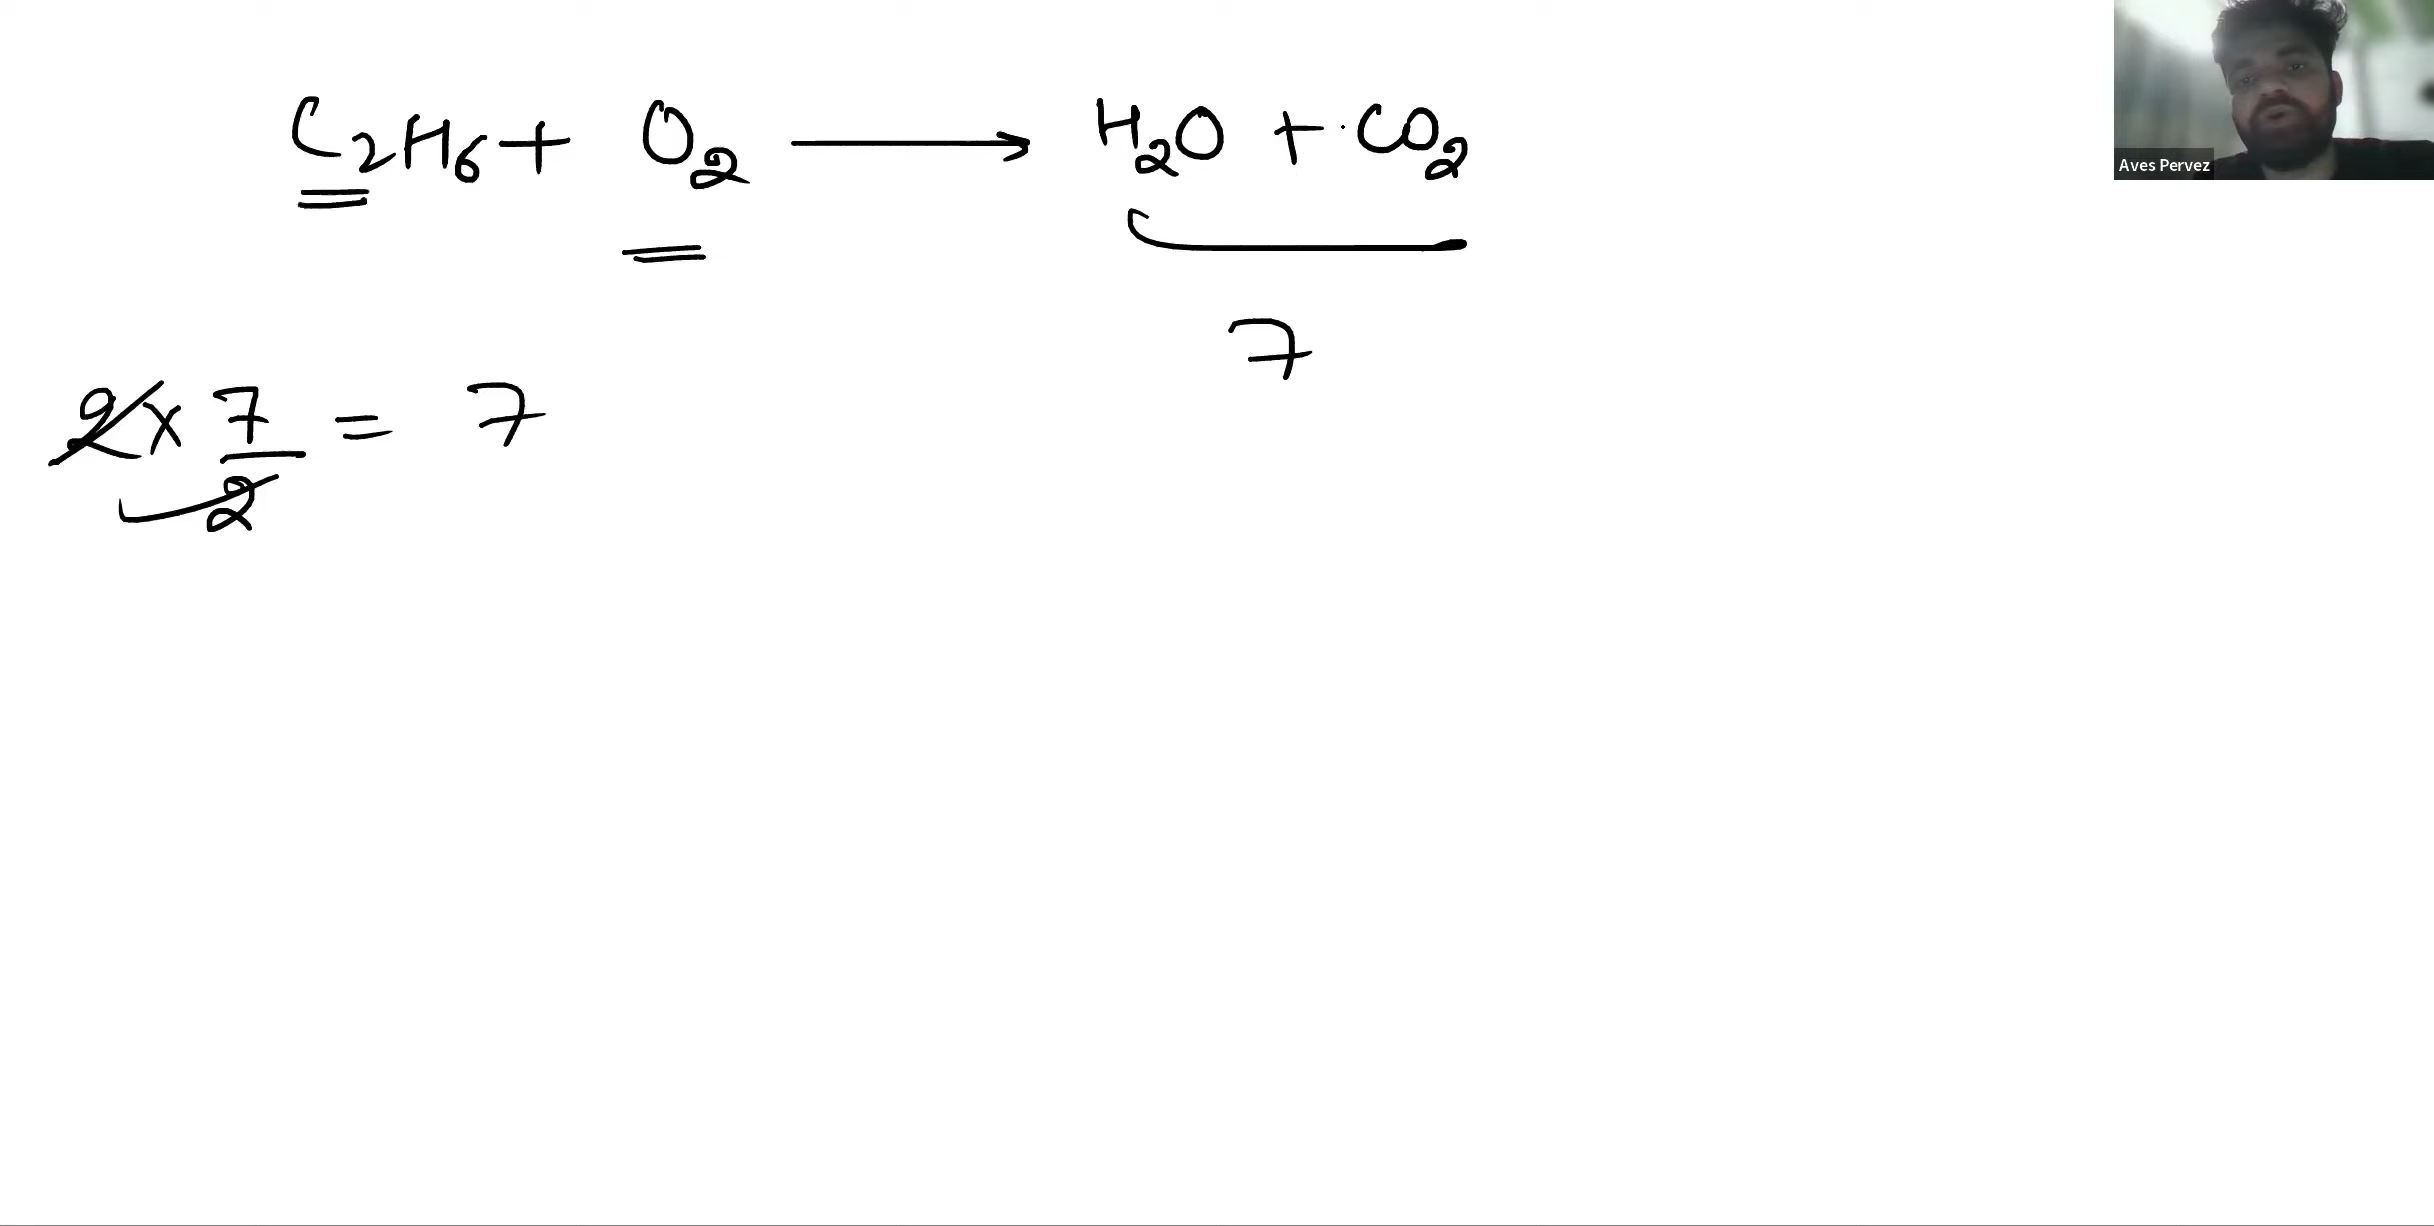 C₂H₆ + O₂ ⟶ H₂O + CO₂
Aves Pervez
7
2 × 7/2 = 7